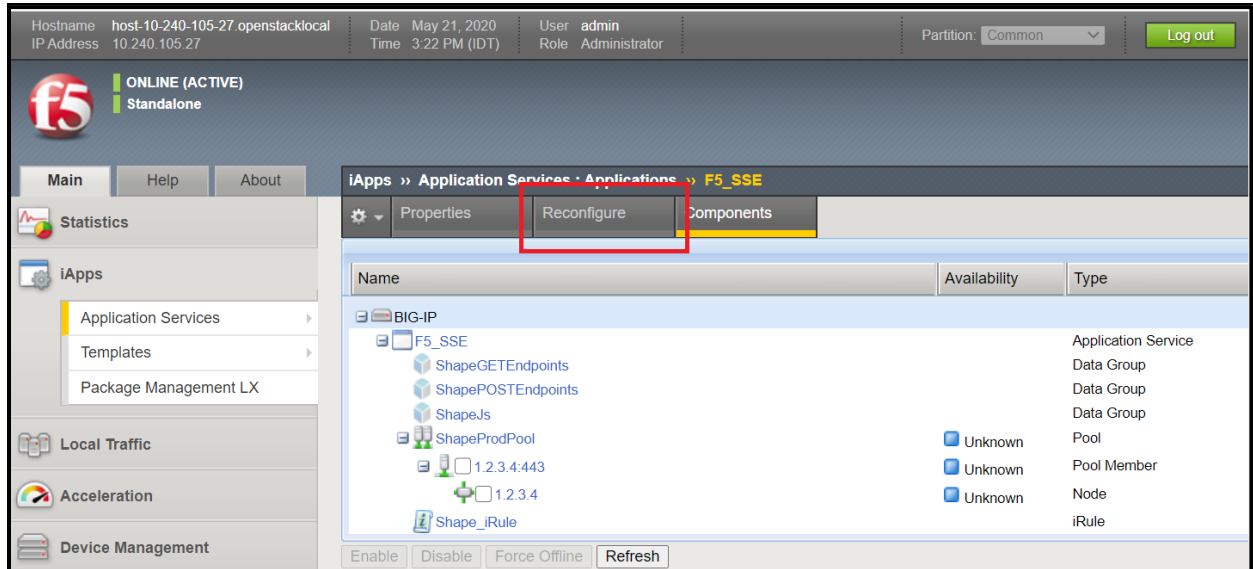 Hostname host-10-240-105-27.openstacklocal Date May 21, 2020 User admin Partition: Common Log out
IP Address 10.240.105.27 Time 3:22 PM (IDT) Role Administrator
f5
ONLINE (ACTIVE)
Standalone
Main Help About
iApps ›› Application Services : Applications ›› F5_SSE
Properties Reconfigure Components
Statistics
iApps
Application Services
Templates
Package Management LX
Local Traffic
Acceleration
Device Management
Name Availability Type
BIG-IP
F5_SSE Application Service
ShapeGETEndpoints Data Group
ShapePOSTEndpoints Data Group
ShapeJs Data Group
ShapeProdPool Unknown Pool
1.2.3.4:443 Unknown Pool Member
1.2.3.4 Unknown Node
Shape_iRule iRule
Enable Disable Force Offline Refresh